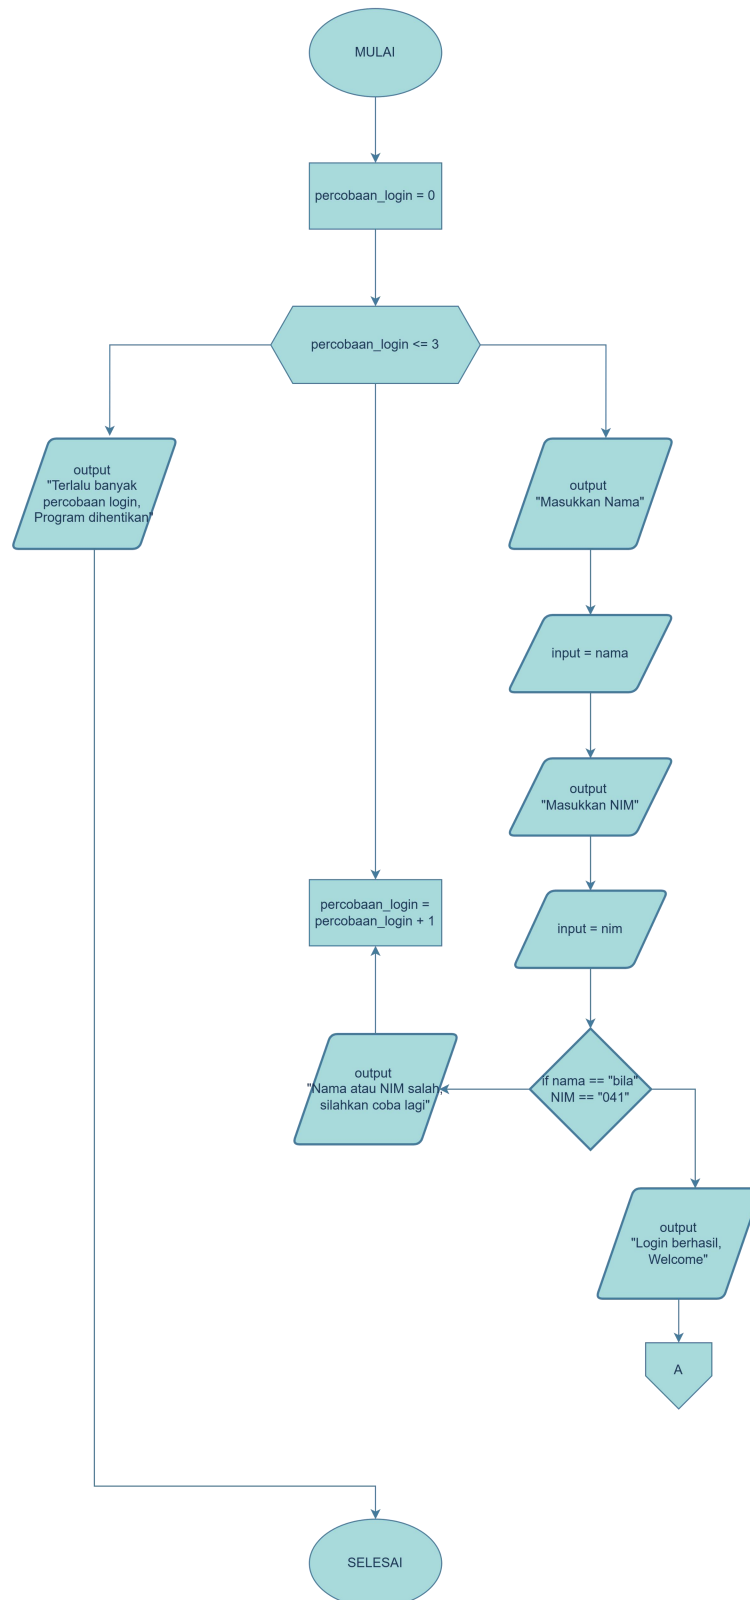 MULAI
percobaan_login = 0
percobaan_login <= 3
output
"Terlalu banyak
percobaan login,
Program dihentikan"
output
"Masukkan Nama"
input = nama
output
"Masukkan NIM"
percobaan_login =
percobaan_login + 1
input = nim
output
"Nama atau NIM salah,
silahkan coba lagi"
if nama == "bila"
NIM == "041"
output
"Login berhasil,
Welcome"
A
SELESAI